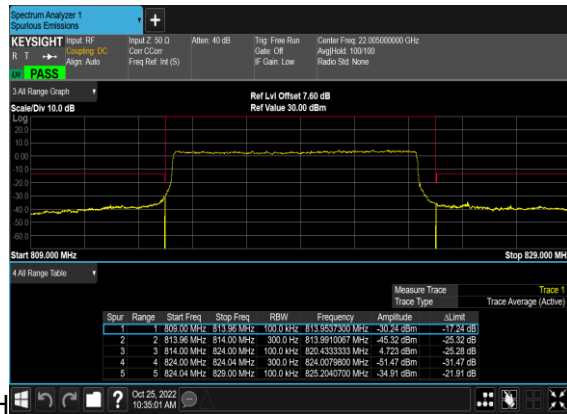 Spectrum Analyzer 1
Spurious Emissions
+
KEYSIGHT Input: RF Input Z: 50 Ω Atten: 40 dB Trig: Free Run Center Freq: 22.005000000 GHz
R T Coupling: DC Corr CCorr Gate: Off Avg|Hold: 100/100
Align: Auto Freq Ref: Int (S) IF Gain: Low Radio Std: None
PASS
3 All Range Graph
Ref Lvl Offset 7.60 dB
Scale/Div 10.0 dB Ref Value 30.00 dBm
Log
20.0
10.0
0.00
-10.0
-20.0
-30.0
-40.0
-50.0
-60.0
Start 809.000 MHz Stop 829.000 MHz
4 All Range Table
Measure Trace Trace 1
Trace Type Trace Average (Active)
Spur Range Start Freq Stop Freq RBW Frequency Amplitude ΔLimit
1 1 809.00 MHz 813.96 MHz 100.0 kHz 813.9537300 MHz -30.24 dBm -17.24 dB
2 2 813.96 MHz 814.00 MHz 300.0 Hz 813.9910067 MHz -45.32 dBm -25.32 dB
3 3 814.00 MHz 824.00 MHz 100.0 kHz 820.4333333 MHz 4.723 dBm -25.28 dB
4 4 824.00 MHz 824.04 MHz 300.0 Hz 824.0079800 MHz -51.47 dBm -31.47 dB
5 5 824.04 MHz 829.00 MHz 100.0 kHz 825.2040700 MHz -34.91 dBm -21.91 dB
? Oct 25, 2022
10:35:01 AM